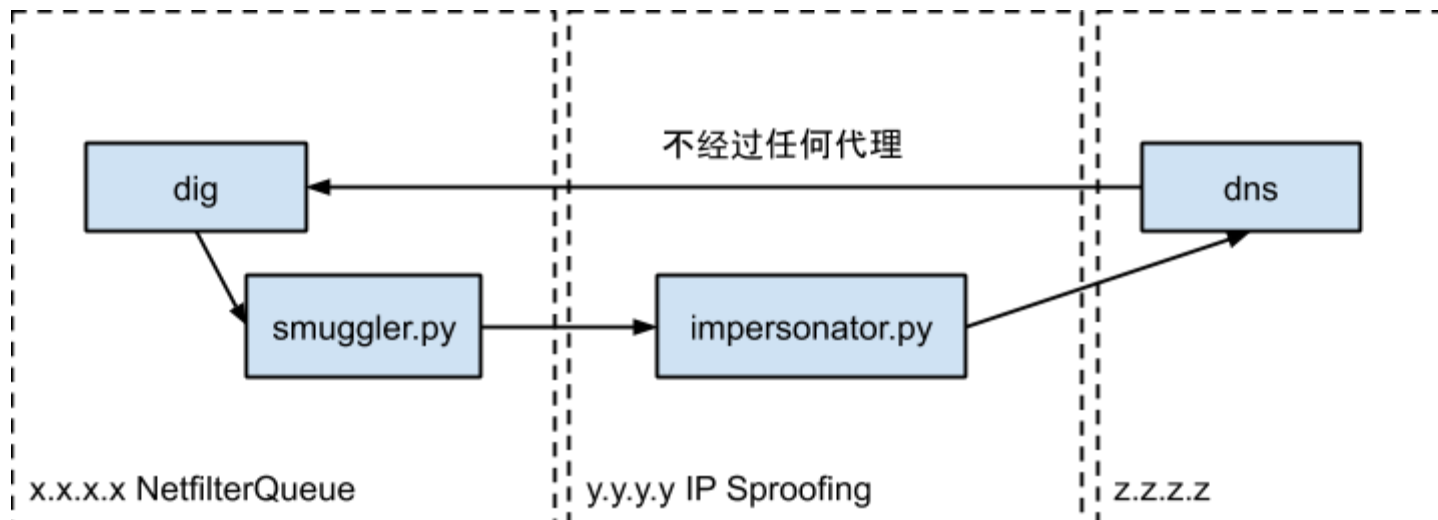 不经过任何代理
dig
dns
smuggler.py
impersonator.py
x.x.x.x NetfilterQueue
y.y.y.y IP Sproofing
z.z.z.z